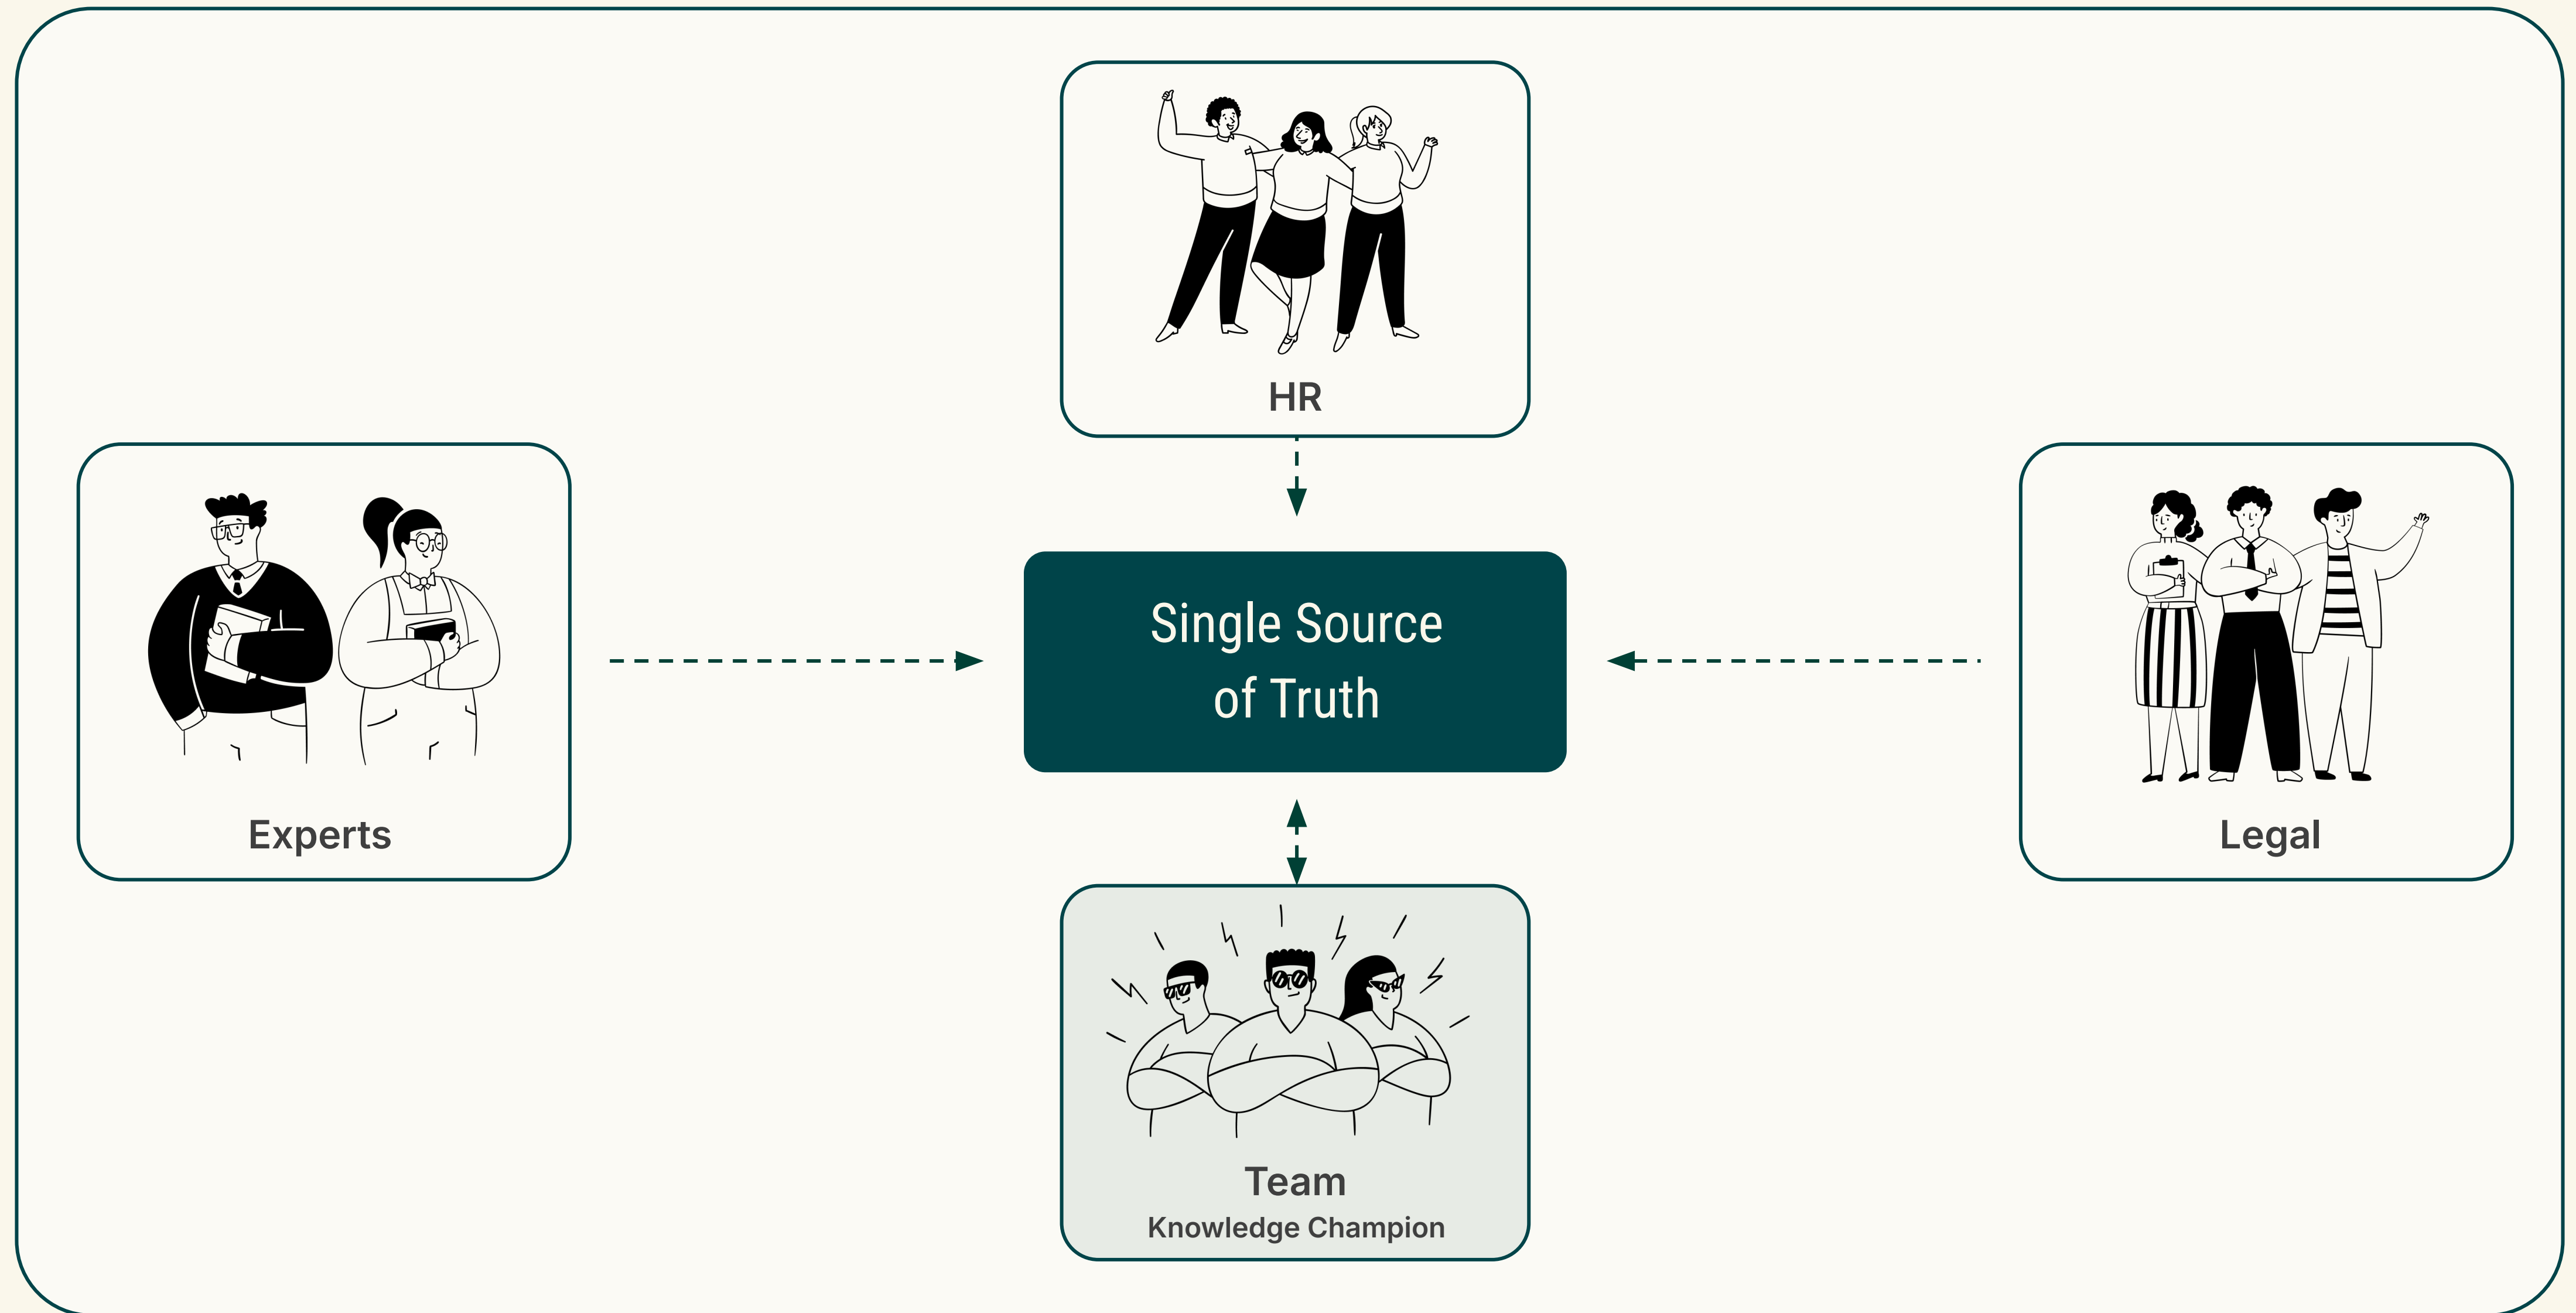 HR
Experts
Single Source
of Truth
Legal
Team
Knowledge Champion